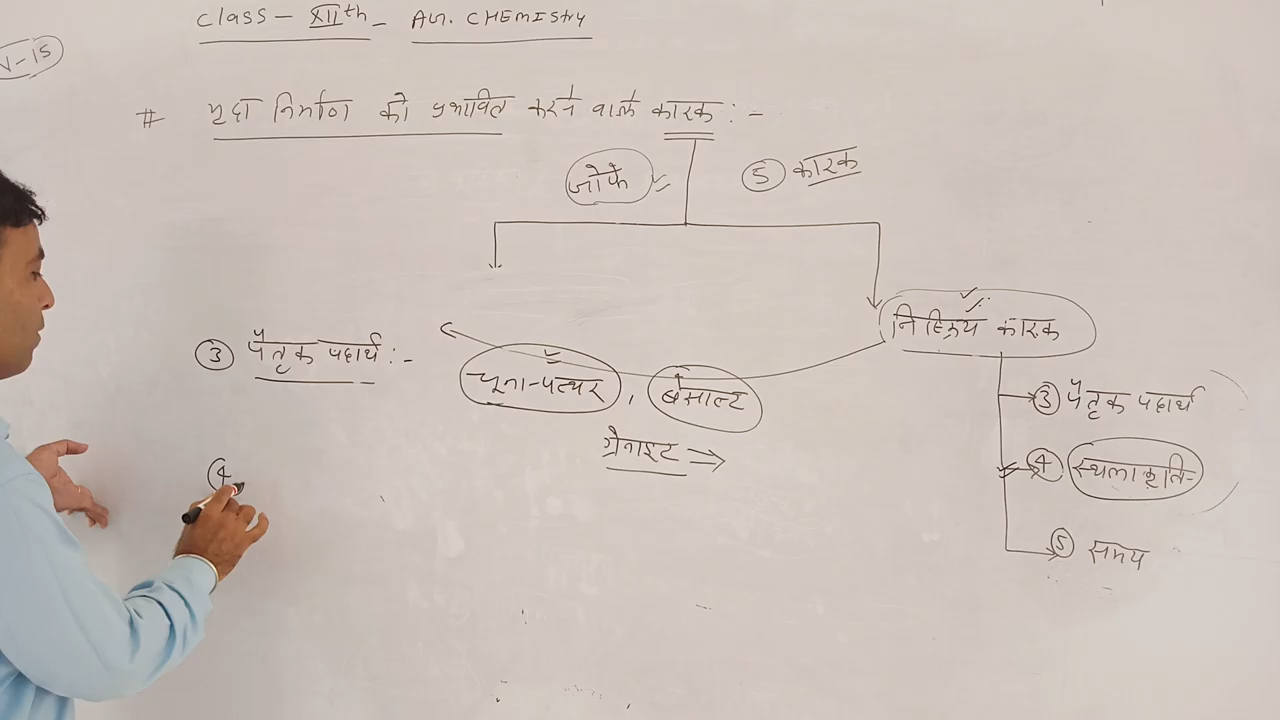 Class - XIIth - Ag. CHEMIStry
V-15
# मृदा निर्माण को प्रभावित करने वाले कारक : -
जोफे
⑤ कारक
निष्क्रिय कारक
③ पैतृक पदार्थ : -
चूना-पत्थर, बेसाल्ट
ग्रेनाइट ⇒
③ पैतृक पदार्थ
④ स्थलाकृति-
⑤ समय
④